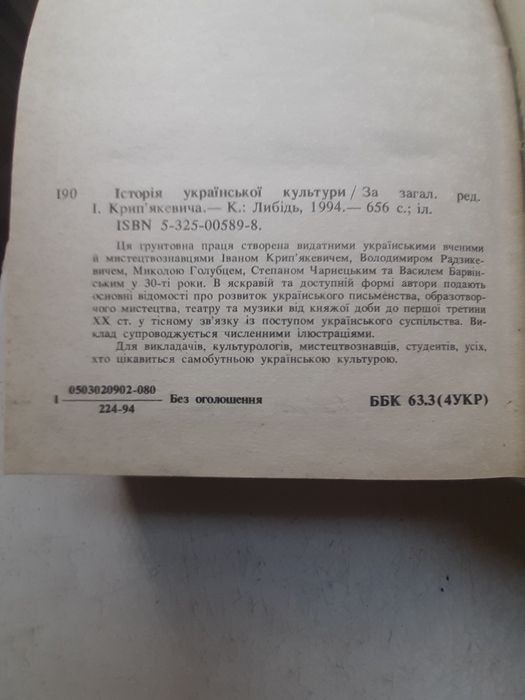 І90 Історія української культури / За загал. ред.
І. Крип'якевича.— К.: Либідь, 1994.— 656 с.; іл.
ISBN 5-325-00589-8.
Ця ґрунтовна праця створена видатними українськими вченими
й мистецтвознавцями Іваном Крип'якевичем, Володимиром Радзике-
вичем, Миколою Голубцем, Степаном Чарнецьким та Василем Барвін-
ським у 30-ті роки. В яскравій та доступній формі автори подають
основні відомості про розвиток українського письменства, образотвор-
чого мистецтва, театру та музики від княжої доби до першої третини
XX ст. у тісному зв'язку із поступом українського суспільства. Ви-
клад супроводжується численними ілюстраціями.
Для викладачів, культурологів, мистецтвознавців, студентів, усіх,
хто цікавиться самобутньою українською культурою.
0503020902-080
І ——— Без оголошення ББК 63.3(4УКР)
224-94